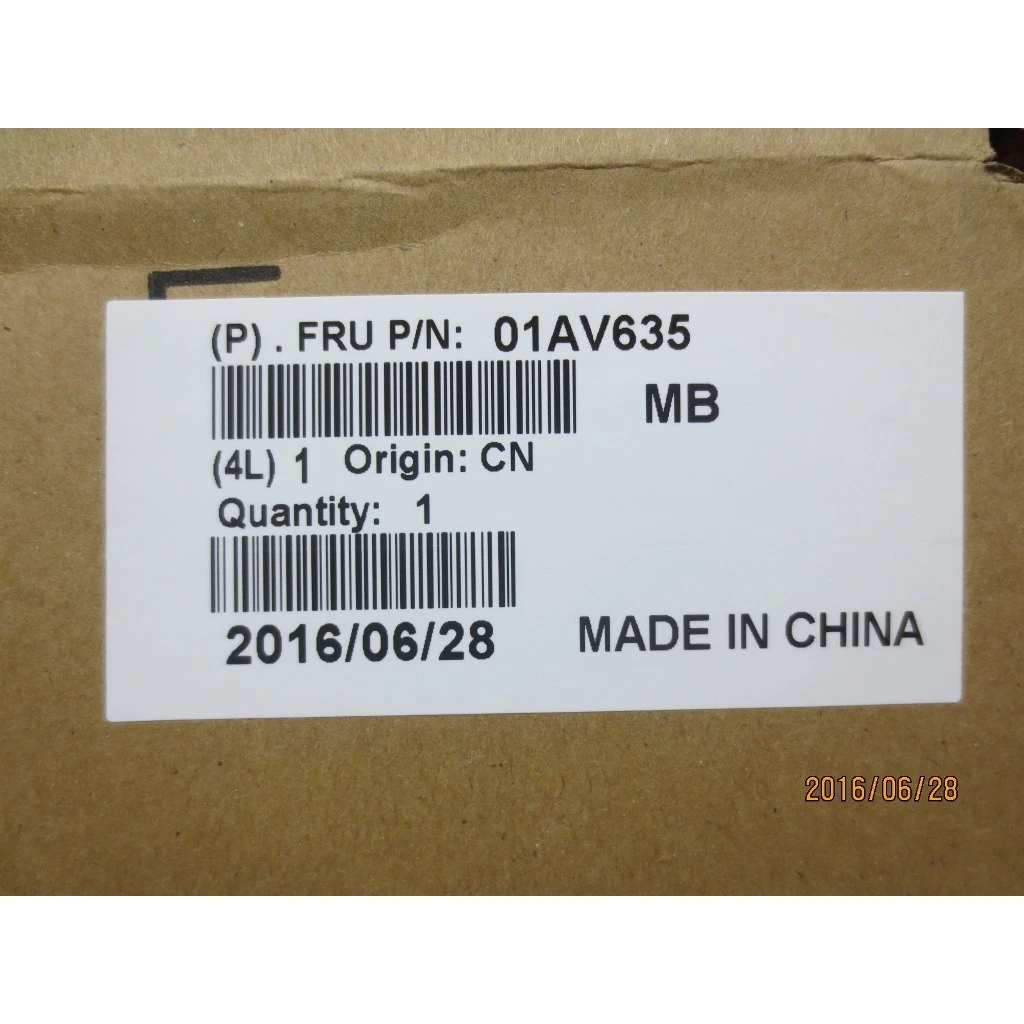 (P) . FRU P/N: 01AV635
MB
(4L) 1 Origin: CN
Quantity: 1
2016/06/28
MADE IN CHINA
2016/06/28